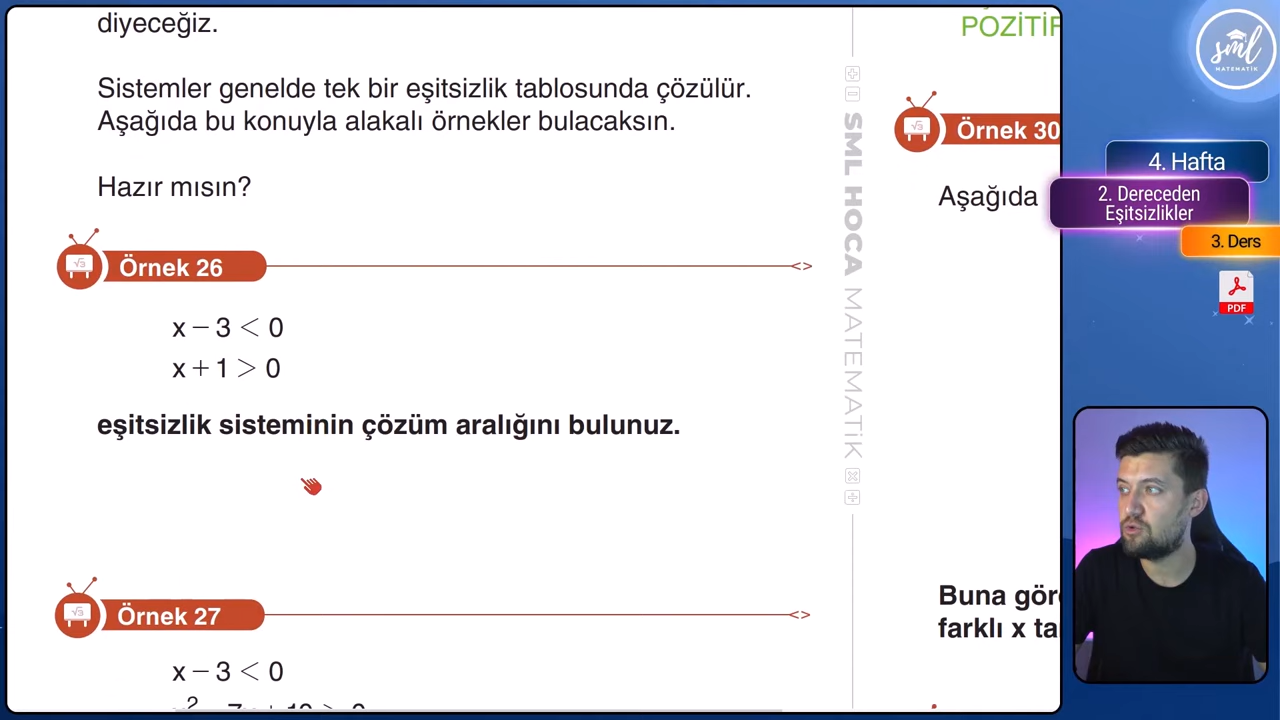 diyeceğiz.
Sistemler genelde tek bir eşitsizlik tablosunda çözülür.
Aşağıda bu konuyla alakalı örnekler bulacaksın.
Hazır mısın?
Örnek 26
x − 3 < 0
x + 1 > 0
eşitsizlik sisteminin çözüm aralığını bulunuz.
Örnek 27
x − 3 < 0
SML HOCA MATEMATİK
POZİTİF
Örnek 30
Aşağıda
Buna
farklı x
sml
MATEMATİK
4. Hafta
2. Dereceden
Eşitsizlikler
3. Ders
PDF